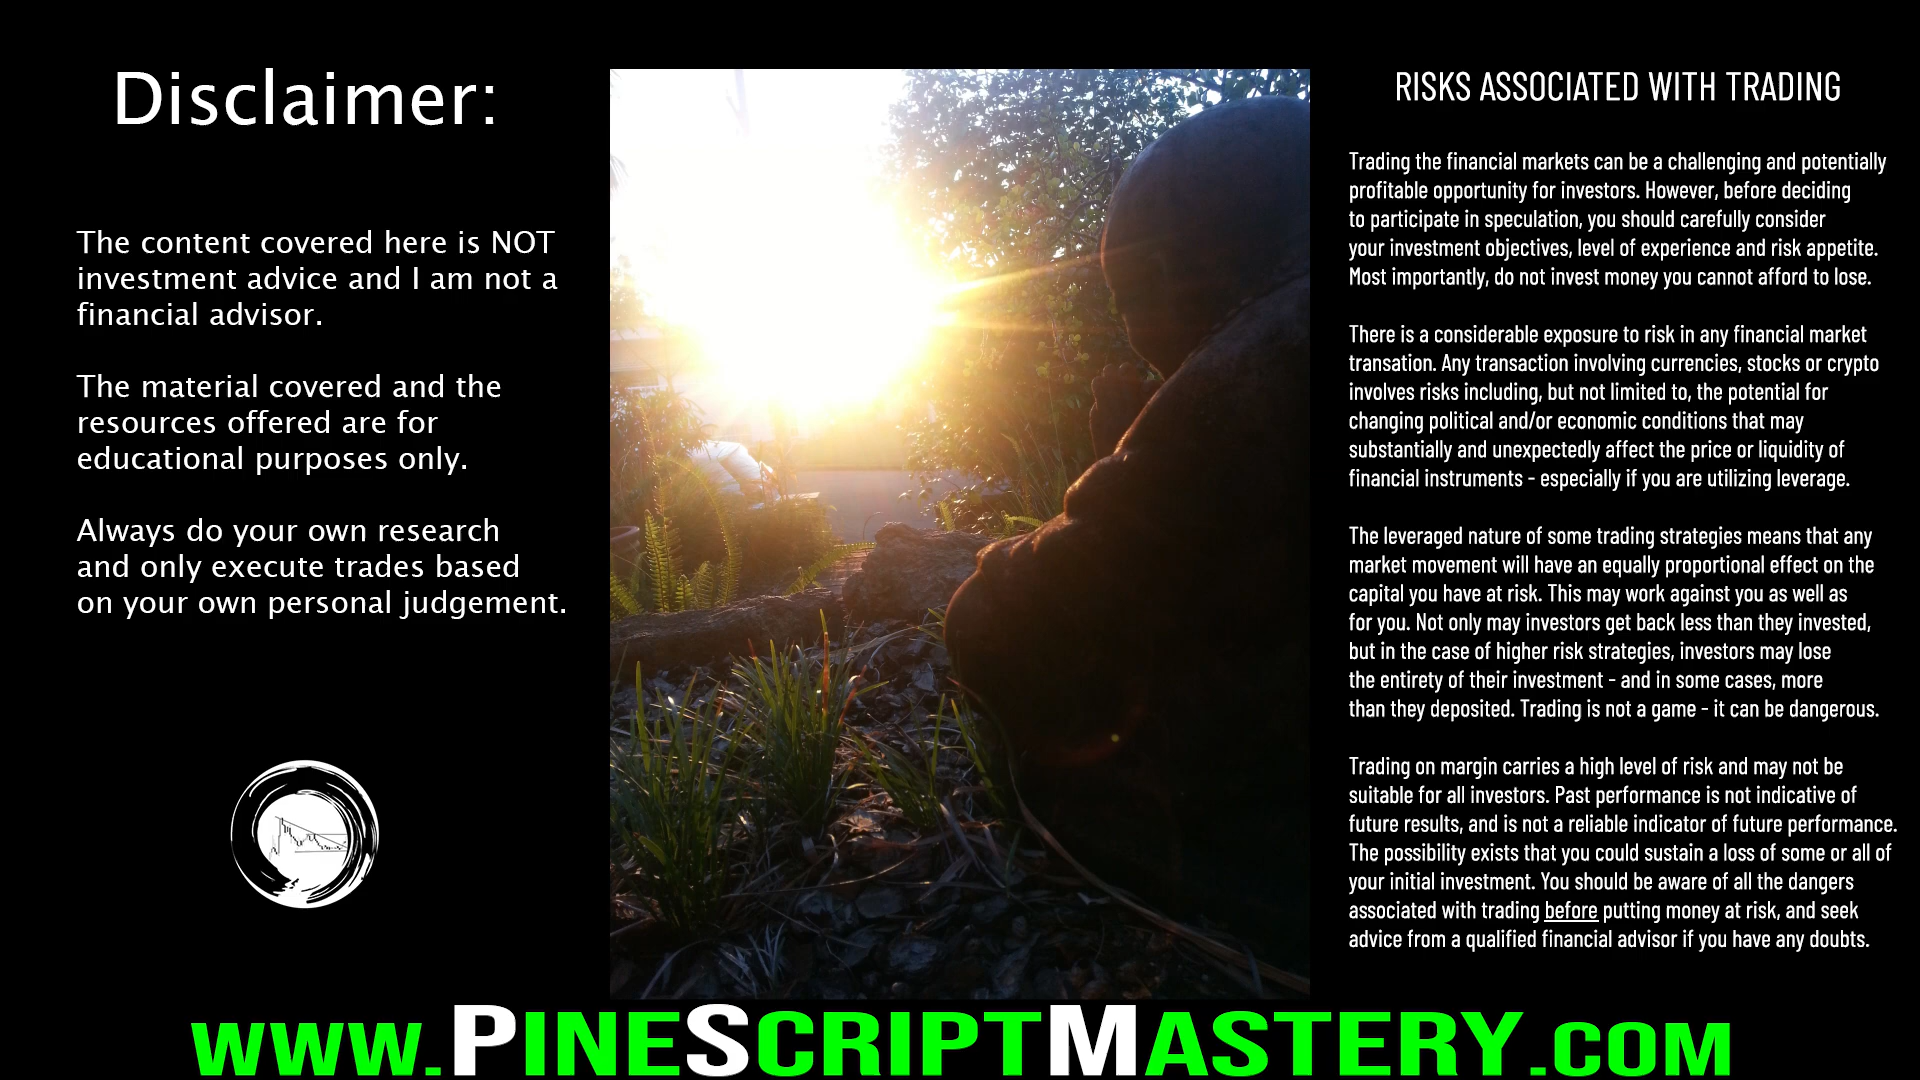 Disclaimer:
The content covered here is NOT
investment advice and I am not a
financial advisor.
The material covered and the
resources offered are for
educational purposes only.
Always do your own research
and only execute trades based
on your own personal judgement.
RISKS ASSOCIATED WITH TRADING
Trading the financial markets can be a challenging and potentially
profitable opportunity for investors. However, before deciding
to participate in speculation, you should carefully consider
your investment objectives, level of experience and risk appetite.
Most importantly, do not invest money you cannot afford to lose.
There is a considerable exposure to risk in any financial market
transation. Any transaction involving currencies, stocks or crypto
involves risks including, but not limited to, the potential for
changing political and/or economic conditions that may
substantially and unexpectedly affect the price or liquidity of
financial instruments - especially if you are utilizing leverage.
The leveraged nature of some trading strategies means that any
market movement will have an equally proportional effect on the
capital you have at risk. This may work against you as well as
for you. Not only may investors get back less than they invested,
but in the case of higher risk strategies, investors may lose
the entirety of their investment - and in some cases, more
than they deposited. Trading is not a game - it can be dangerous.
Trading on margin carries a high level of risk and may not be
suitable for all investors. Past performance is not indicative of
future results, and is not a reliable indicator of future performance.
The possibility exists that you could sustain a loss of some or all of
your initial investment. You should be aware of all the dangers
associated with trading before putting money at risk, and seek
advice from a qualified financial advisor if you have any doubts.
www.PineScriptMastery.com